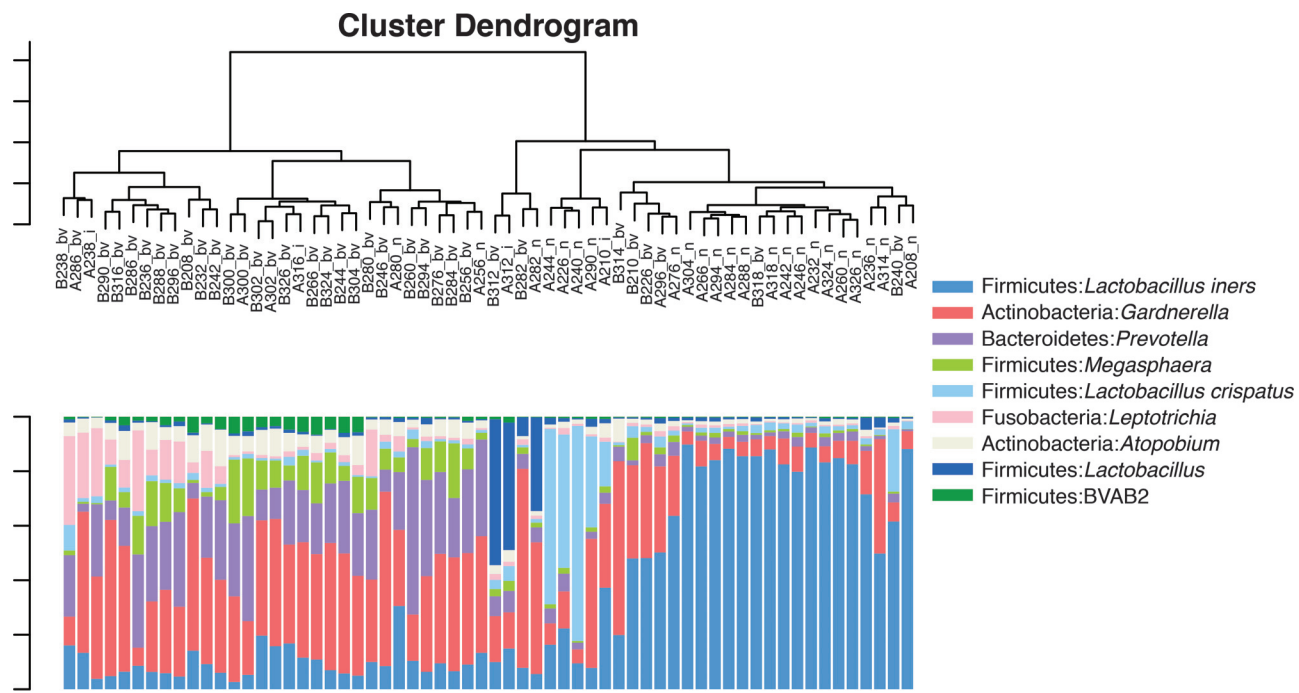 Cluster Dendrogram
B238_bv
A286_bv
A238_i
B290_bv
B316_bv
B286_bv
B236_bv
B288_bv
B296_bv
B208_bv
B232_bv
B242_bv
B300_bv
A300_bv
B302_bv
A302_bv
B326_bv
A316_i
B266_bv
B324_bv
B244_bv
B304_bv
B280_bv
B246_bv
A280_n
B260_bv
B294_bv
B276_bv
B284_bv
B256_bv
A256_n
B312_bv
A312_i
B282_bv
A282_n
A244_n
A226_n
A240_n
A290_n
A210_i
B314_bv
B210_bv
B226_bv
A296_bv
A276_n
A304_n
A266_n
A294_n
A284_n
A288_n
B318_bv
A318_n
A242_n
A246_n
A232_n
A324_n
A260_n
A326_n
A236_n
A314_n
B240_bv
A208_n
Firmicutes:Lactobacillus iners
Actinobacteria:Gardnerella
Bacteroidetes:Prevotella
Firmicutes:Megasphaera
Firmicutes:Lactobacillus crispatus
Fusobacteria:Leptotrichia
Actinobacteria:Atopobium
Firmicutes:Lactobacillus
Firmicutes:BVAB2